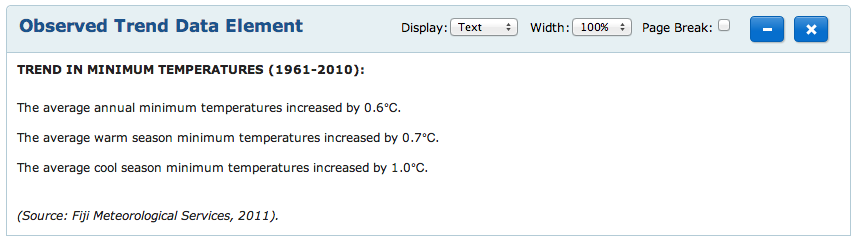 Observed Trend Data Element Display: Text Width: 100% Page Break:
TREND IN MINIMUM TEMPERATURES (1961-2010):
The average annual minimum temperatures increased by 0.6°C.
The average warm season minimum temperatures increased by 0.7°C.
The average cool season minimum temperatures increased by 1.0°C.
(Source: Fiji Meteorological Services, 2011).